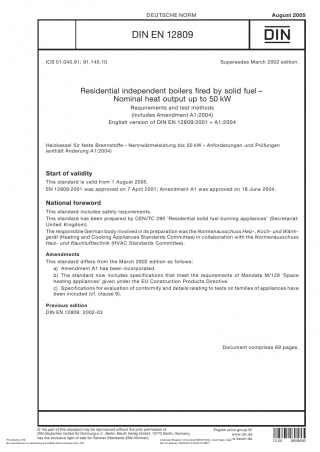 DEUTSCHE NORM
August 2005
DIN EN 12809
DIN
ICS 01.040.91; 91.140.10
Supersedes March 2002 edition.
Residential independent boilers fired by solid fuel –
Nominal heat output up to 50 kW
Requirements and test methods
(includes Amendment A1:2004)
English version of DIN EN 12809:2001 + A1:2004
Heizkessel für feste Brennstoffe – Nennwärmeleistung bis 50 kW – Anforderungen und Prüfungen
(enthält Änderung A1:2004)
Start of validity
This standard is valid from 1 August 2005.
EN 12809:2001 was approved on 7 April 2001; Amendment A1 was approved on 18 June 2004.
National foreword
This standard includes safety requirements.
This standard has been prepared by CEN/TC 295 ‘Residential solid fuel burning appliances’ (Secretariat:
United Kingdom).
The responsible German body involved in its preparation was the Normenausschuss Heiz-, Koch- und Wärm-
gerät (Heating and Cooking Appliances Standards Committee) in collaboration with the Normenausschuss
Heiz- und Raumlufttechnik (HVAC Standards Committee).
Amendments
This standard differs from the March 2002 edition as follows:
a) Amendment A1 has been incorporated.
b) The standard now includes specifications that meet the requirements of Mandate M/129 ‘Space
heating appliances’ given under the EU Construction Products Directive.
c) Specifications for evaluation of conformity and details relating to tests on families of appliances have
been included (cf. clause 9).
Previous edition
DIN EN 12809: 2002-03
Document comprises 69 pages.
© No part of this standard may be reproduced without the prior permission of
DIN Deutsches Institut für Normung e.V., Berlin. Beuth Verlag GmbH, 10772 Berlin, Germany,
has the exclusive right of sale for German Standards (DIN-Normen).
English price group 22
www.din.de
www.beuth.de